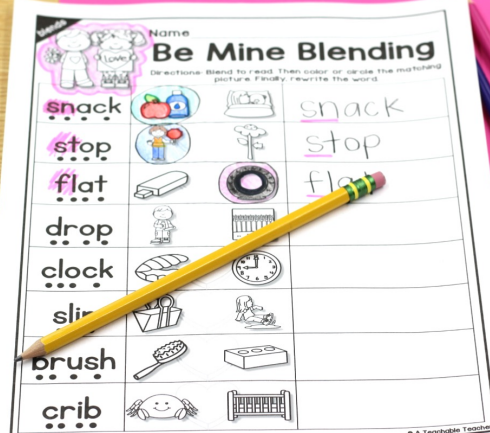 blends
Name
Be Mine Blending
Directions: Blend to read. Then color or circle the matching
picture. Finally, rewrite the word.
LOVE
snack snack
stop stop
flat
drop
clock
brush
crib
© A Teachable Teacher